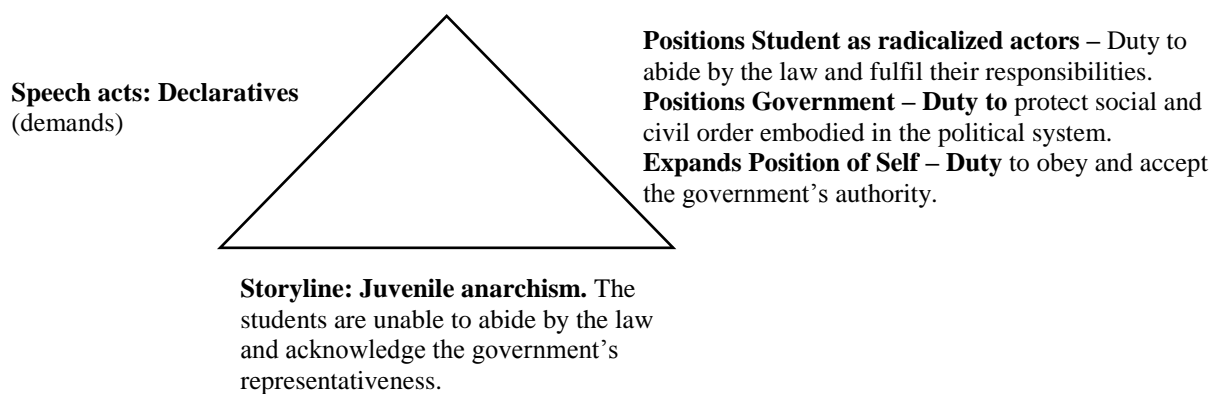 Speech acts: Declaratives
(demands)
Positions Student as radicalized actors – Duty to
abide by the law and fulfil their responsibilities.
Positions Government – Duty to protect social and
civil order embodied in the political system.
Expands Position of Self – Duty to obey and accept
the government’s authority.
Storyline: Juvenile anarchism. The
students are unable to abide by the law
and acknowledge the government’s
representativeness.